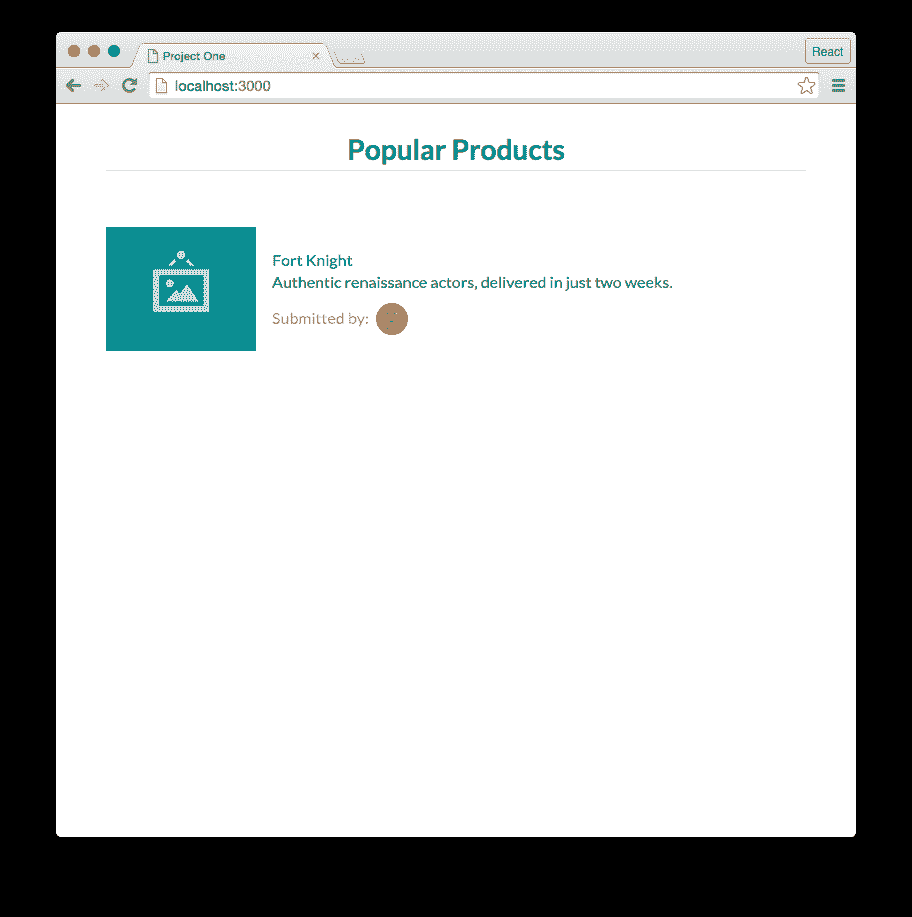 Project One
React
localhost:3000
Popular Products
Fort Knight
Authentic renaissance actors, delivered in just two weeks.
Submitted by: